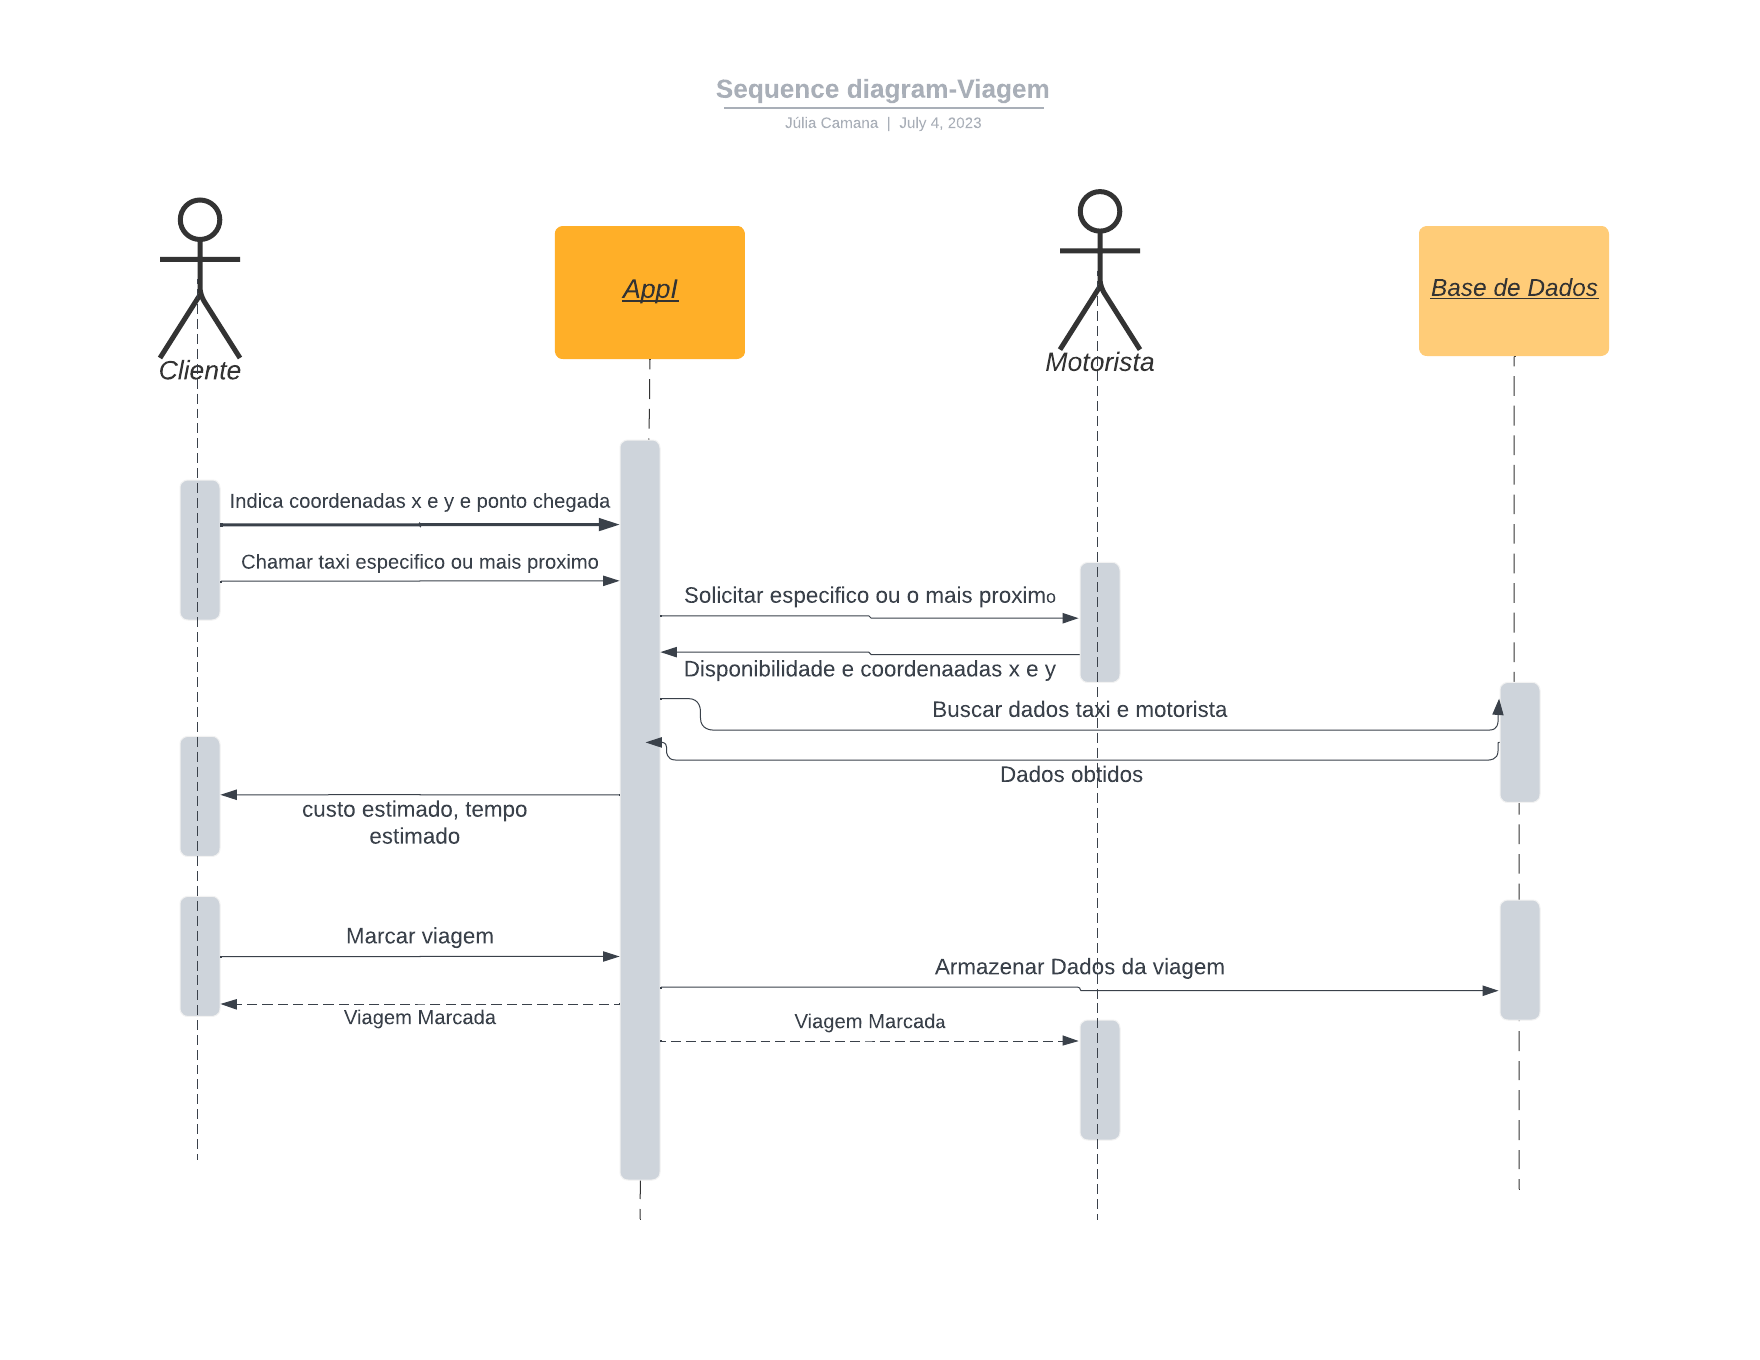 Sequence diagram-Viagem
Júlia Camana | July 4, 2023
Cliente
AppI
Motorista
Base de Dados
Indica coordenadas x e y e ponto chegada
Chamar taxi especifico ou mais proximo
Solicitar especifico ou o mais proximo
Disponibilidade e coordenaadas x e y
Buscar dados taxi e motorista
Dados obtidos
custo estimado, tempo
estimado
Marcar viagem
Armazenar Dados da viagem
Viagem Marcada
Viagem Marcada